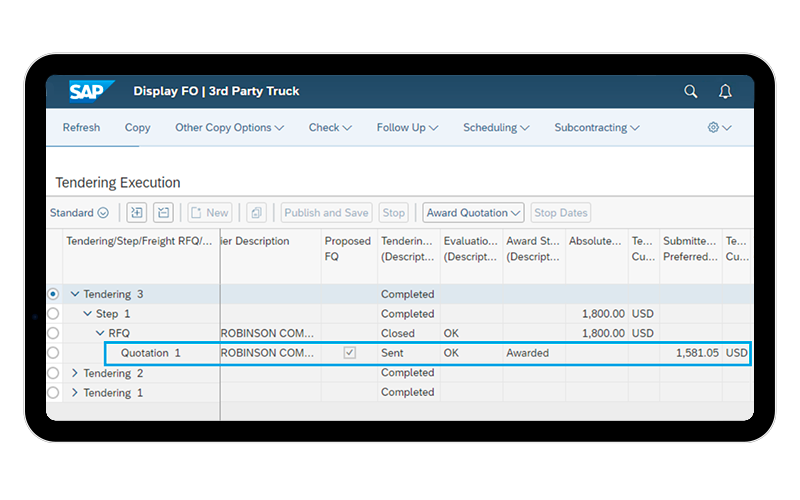 SAP Display FO | 3rd Party Truck
Refresh Copy Other Copy Options Check Follow Up Scheduling Subcontracting
Tendering Execution
Standard New Publish and Save Stop Award Quotation Stop Dates
Tendering/Step/Freight RFQ/... ier Description Proposed Tenderin... Evaluatio... Award St... Absolute... Te... Submitte... Te...
FQ (Descript... (Descript... (Descript... Cu... Preferred... Cu...
Tendering 3 Completed
Step 1 Completed 1,800.00 USD
RFQ ROBINSON COM... Closed OK 1,800.00 USD
Quotation 1 ROBINSON COM... Sent OK Awarded 1,581.05 USD
Tendering 2 Completed
Tendering 1 Completed